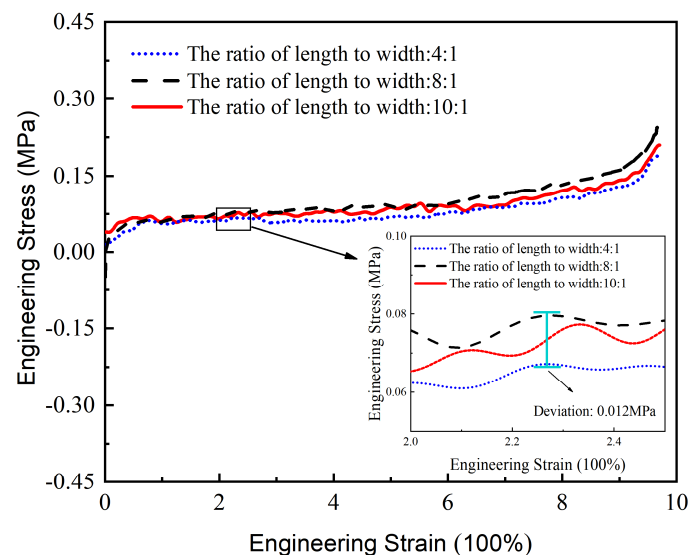 0.45
0.30
0.15
0.00
-0.15
-0.30
-0.45
Engineering Stress (MPa)
The ratio of length to width:4:1
The ratio of length to width:8:1
The ratio of length to width:10:1
0.10
0.08
0.06
Engineering Stress (MPa)
The ratio of length to width:4:1
The ratio of length to width:8:1
The ratio of length to width:10:1
Deviation: 0.012MPa
2.0 2.2 2.4
Engineering Strain (100%)
0 2 4 6 8 10
Engineering Strain (100%)